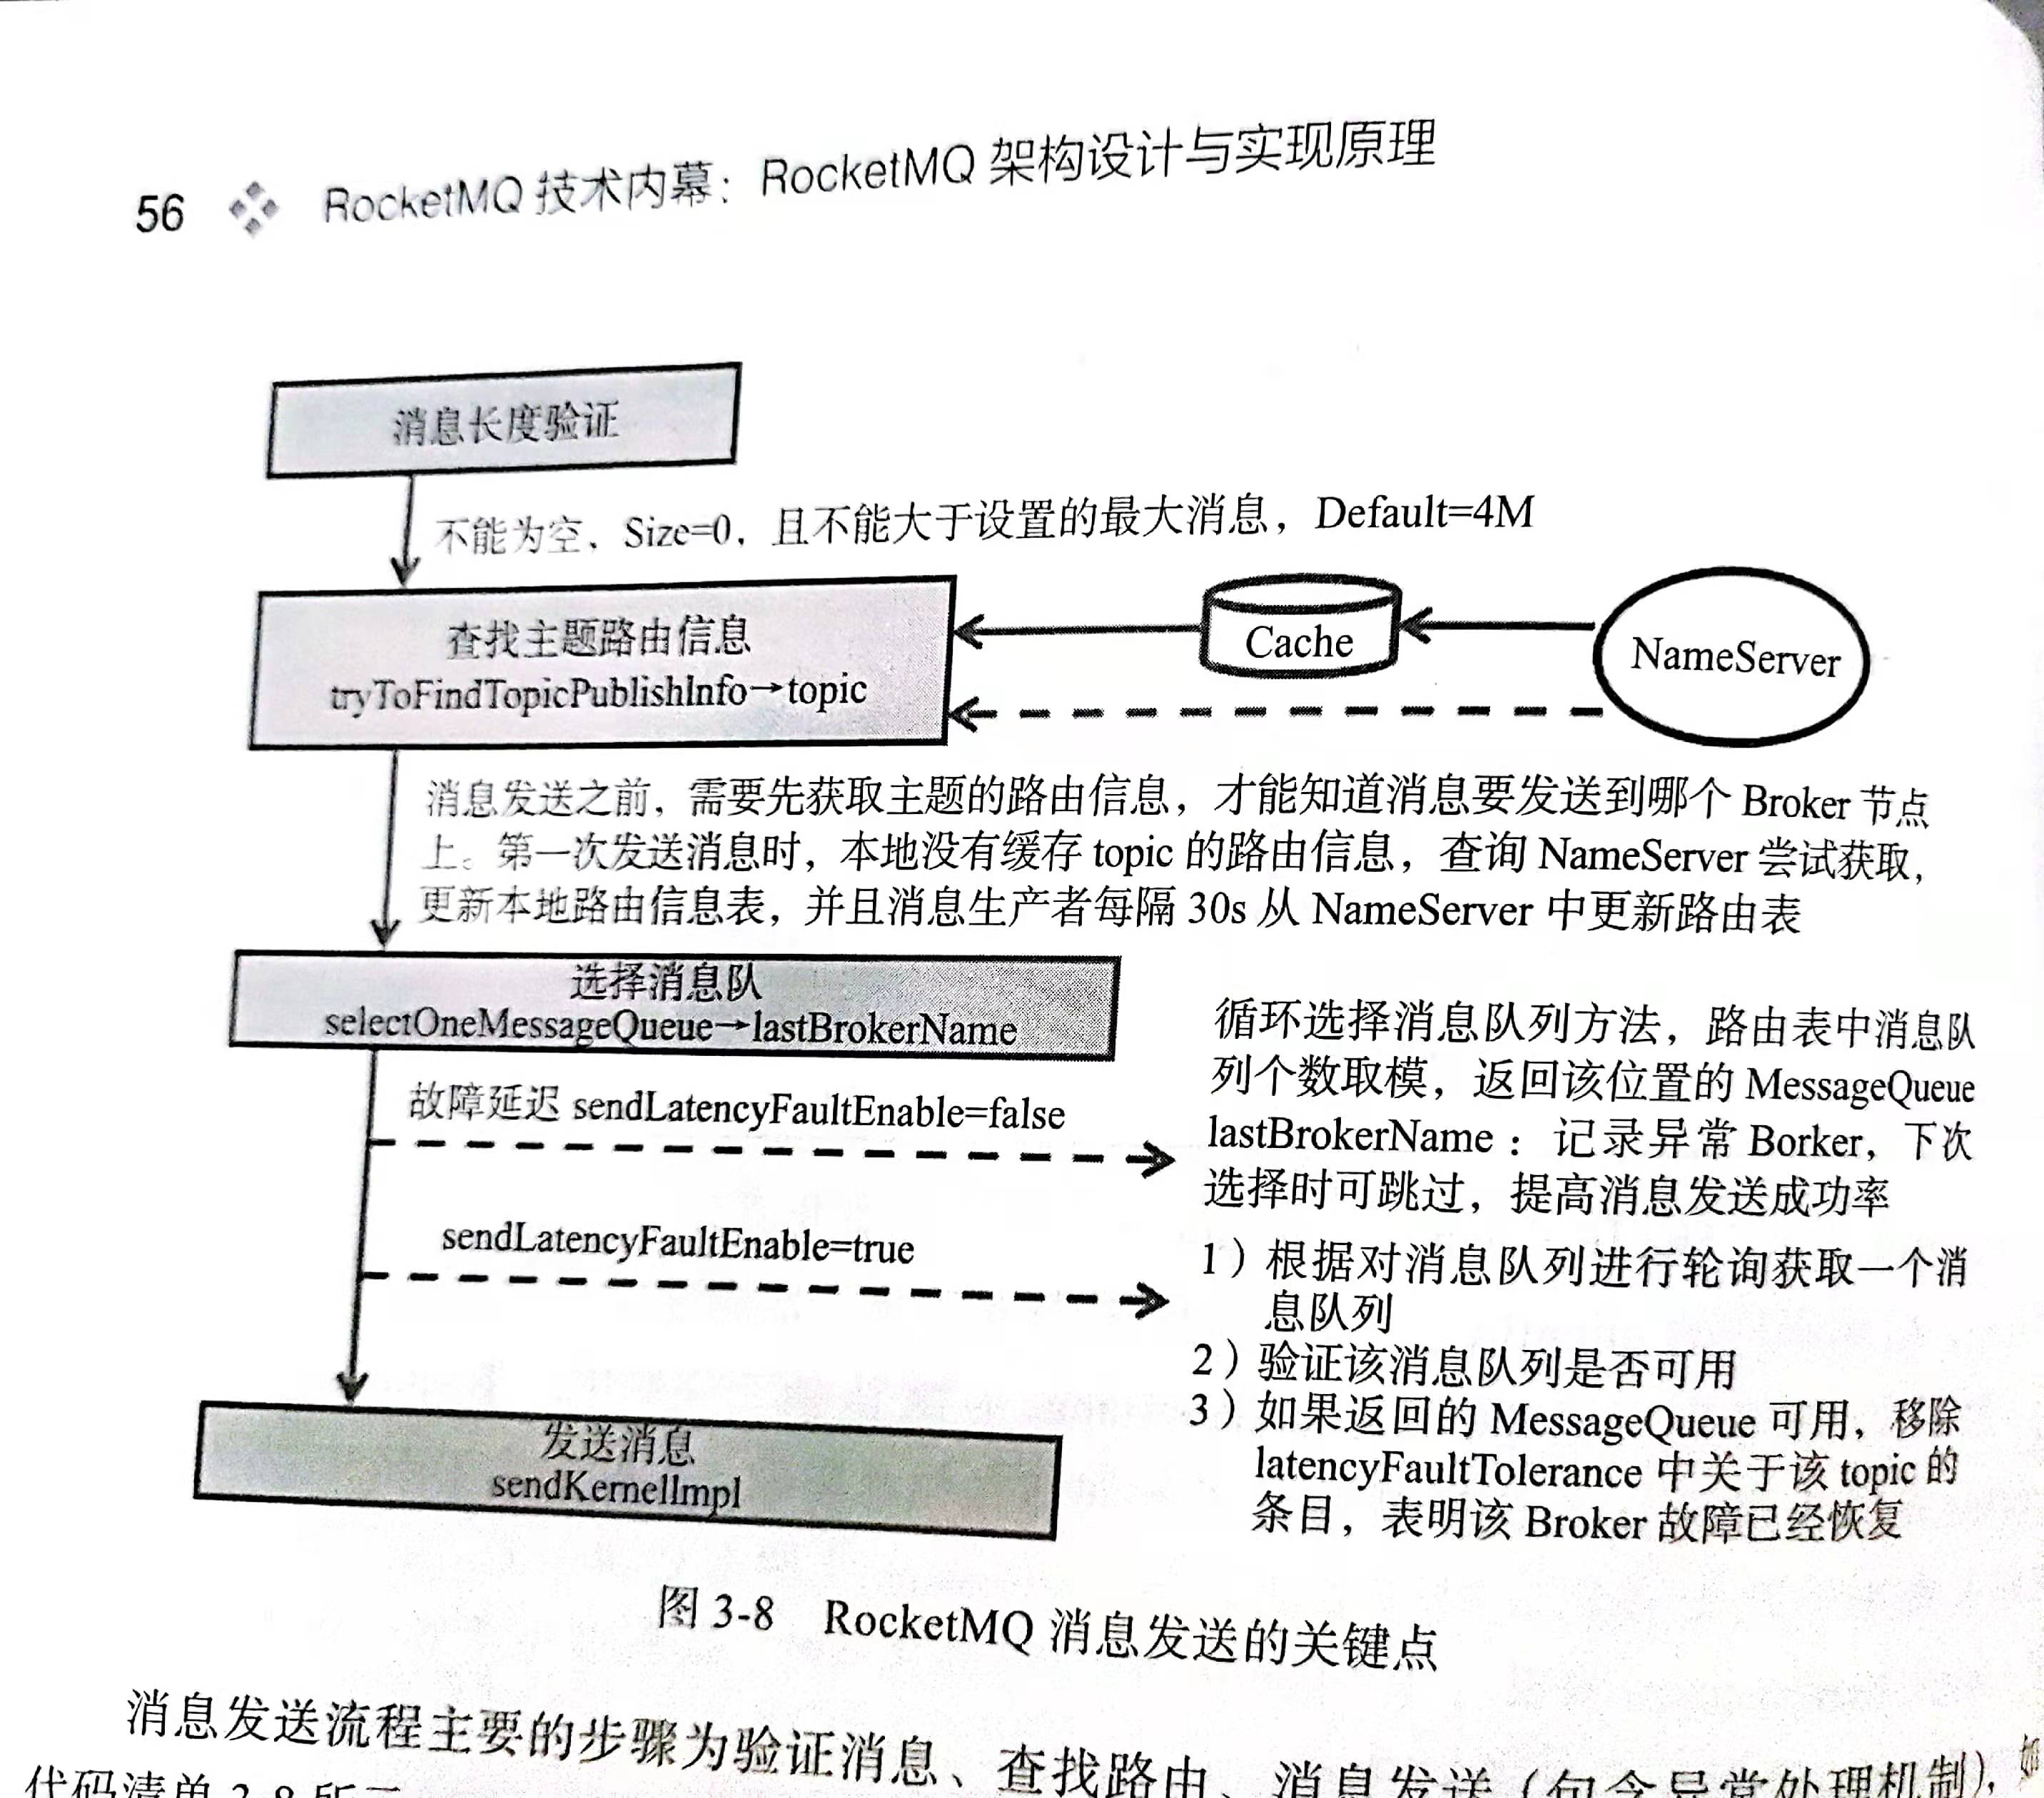 56 RocketMQ 技术内幕：RocketMQ 架构设计与实现原理
消息长度验证
不能为空、Size=0，且不能大于设置的最大消息，Default=4M
查找主题路由信息
tryToFindTopicPublishInfo→topic
Cache
NameServer
消息发送之前，需要先获取主题的路由信息，才能知道消息要发送到哪个 Broker 节点
上。第一次发送消息时，本地没有缓存 topic 的路由信息，查询 NameServer 尝试获取，
更新本地路由信息表，并且消息生产者每隔 30s 从 NameServer 中更新路由表
选择消息队
selectOneMessageQueue→lastBrokerName
故障延迟 sendLatencyFaultEnable=false
循环选择消息队列方法，路由表中消息队
列个数取模，返回该位置的 MessageQueue
lastBrokerName：记录异常 Borker，下次
选择时可跳过，提高消息发送成功率
sendLatencyFaultEnable=true
1）根据对消息队列进行轮询获取一个消
息队列
2）验证该消息队列是否可用
3）如果返回的 MessageQueue 可用，移除
latencyFaultTolerance 中关于该 topic 的
条目，表明该 Broker 故障已经恢复
发送消息
sendKernelImpl
图 3-8 RocketMQ 消息发送的关键点
消息发送流程主要的步骤为验证消息、查找路由、消息发送（包含异常处理机制），
代码清单 3-8 所示